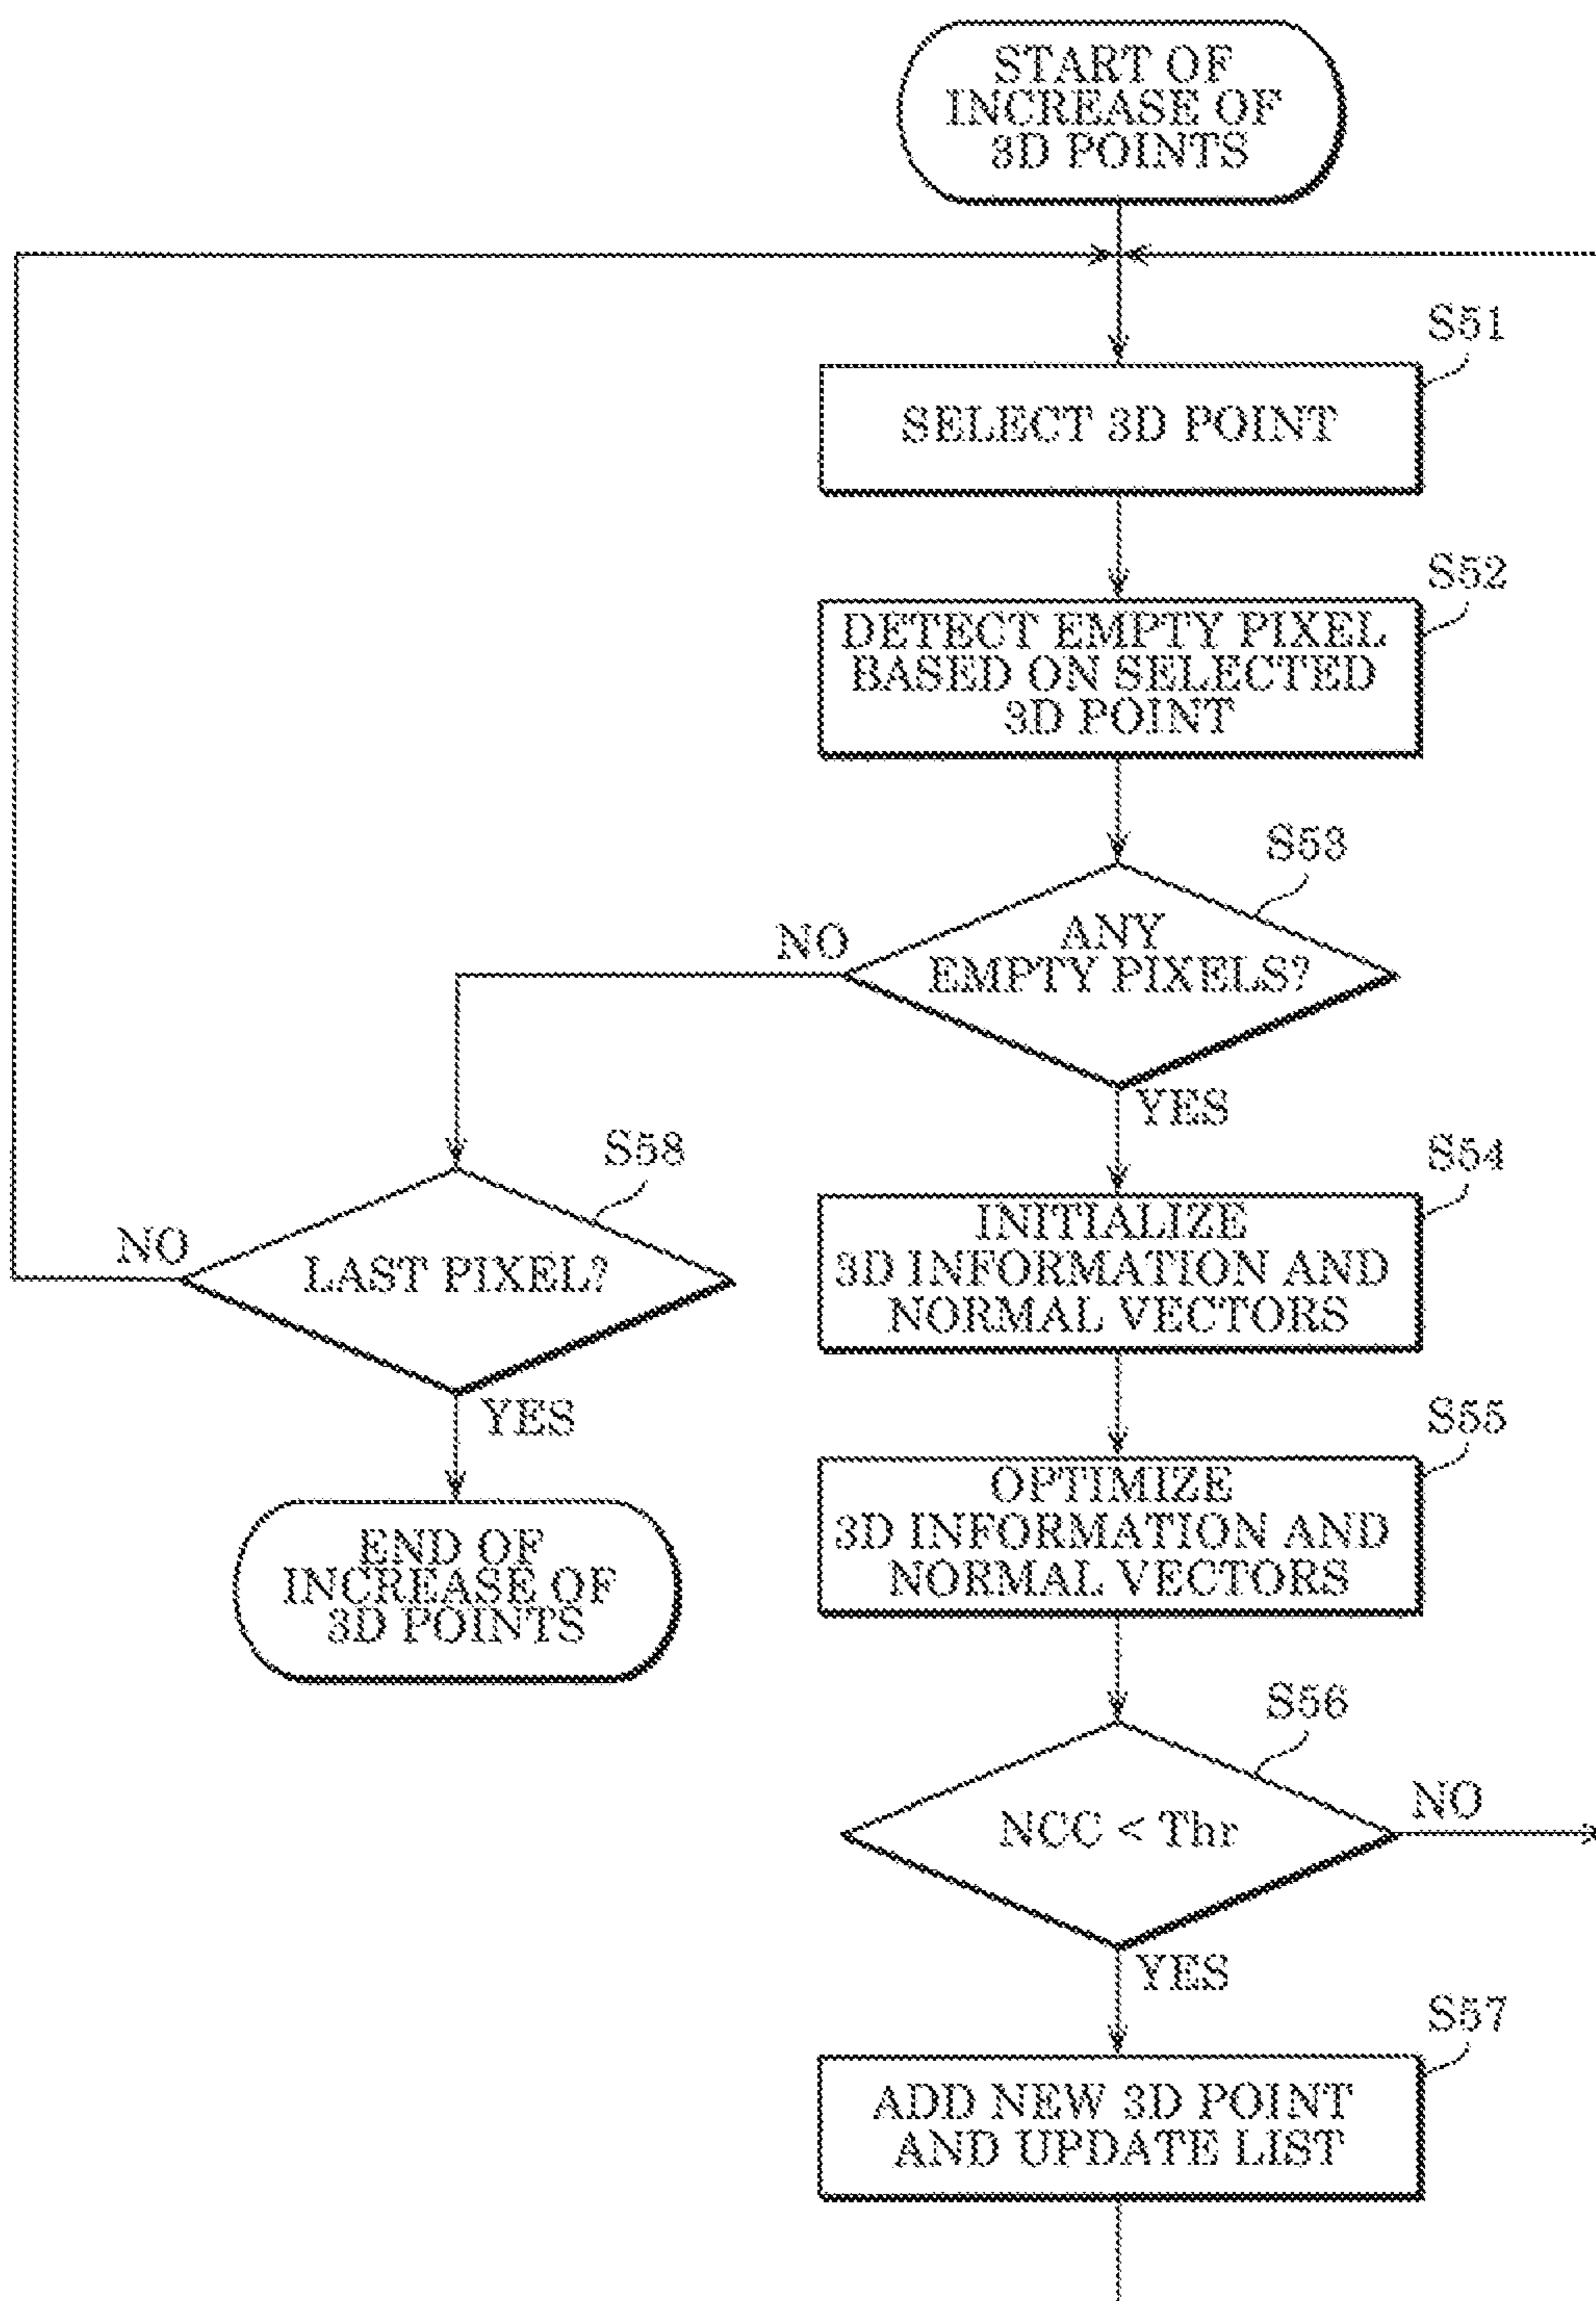 START OF
INCREASE OF
3D POINTS
S51
SELECT 3D POINT
S52
DETECT EMPTY PIXEL
BASED ON SELECTED
3D POINT
S53
ANY
EMPTY PIXELS?
NO
YES
S58
LAST PIXEL?
NO
YES
END OF
INCREASE OF
3D POINTS
S54
INITIALIZE
3D INFORMATION AND
NORMAL VECTORS
S55
OPTIMIZE
3D INFORMATION AND
NORMAL VECTORS
S56
NCC < Thr
NO
YES
S57
ADD NEW 3D POINT
AND UPDATE LIST